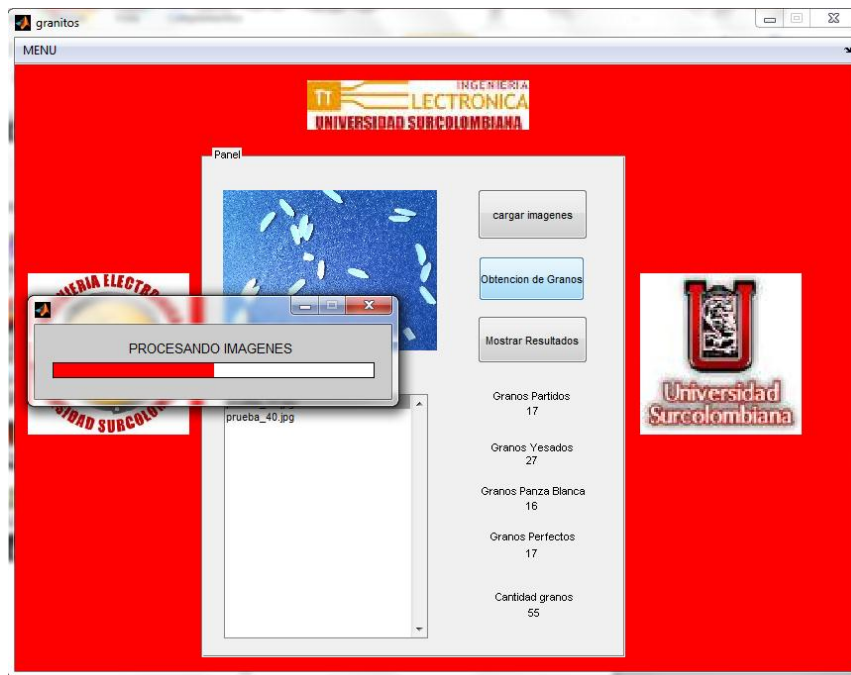 granitos
MENU
INGENIERIA
ELECTRONICA
UNIVERSIDAD SURCOLOMBIANA
Panel
cargar imagenes
Obtencion de Granos
Mostrar Resultados
PROCESANDO IMAGENES
prueba_40.jpg
Granos Partidos
17
Granos Yesados
27
Granos Panza Blanca
16
Granos Perfectos
17
Cantidad granos
55
Universidad
Surcolombiana